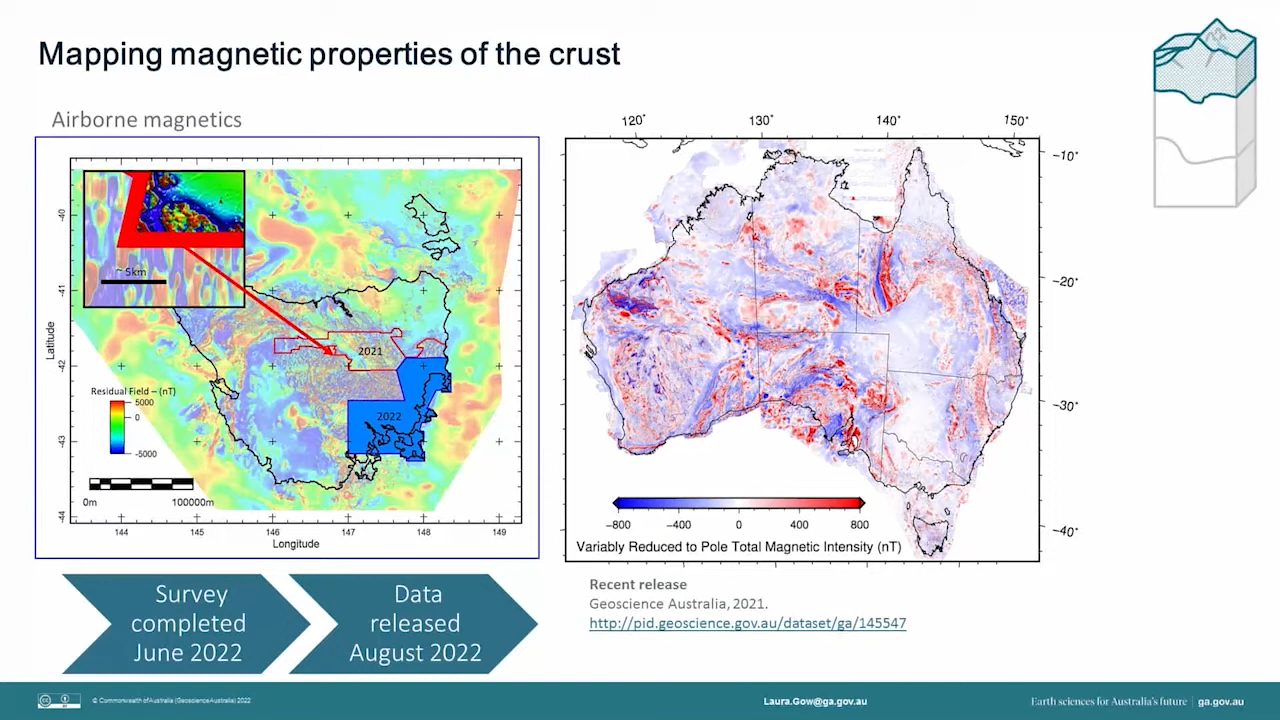 Mapping magnetic properties of the crust
Airborne magnetics
~ 5km
2021
2022
Residual Field – (nT)
5000
0
-5000
0m 100000m
Latitude
-40
-41
-42
-43
-44
144 145 146 147 148 149
Longitude
120° 130° 140° 150°
−10°
−20°
−30°
−40°
−800 −400 0 400 800
Variably Reduced to Pole Total Magnetic Intensity (nT)
Survey
completed
June 2022
Data
released
August 2022
Recent release
Geoscience Australia, 2021.
http://pid.geoscience.gov.au/dataset/ga/145547
© Commonwealth of Australia (Geoscience Australia) 2022
Laura.Gow@ga.gov.au
Earth sciences for Australia's future | ga.gov.au